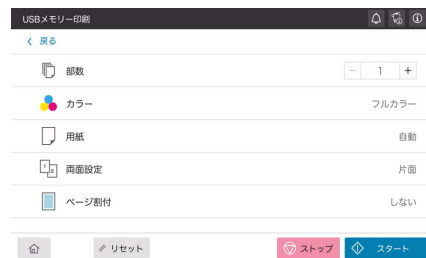 USBメモリー印刷
戻る
部数 − 1 +
カラー フルカラー
用紙 自動
両面設定 片面
ページ割付 しない
リセット ストップ スタート